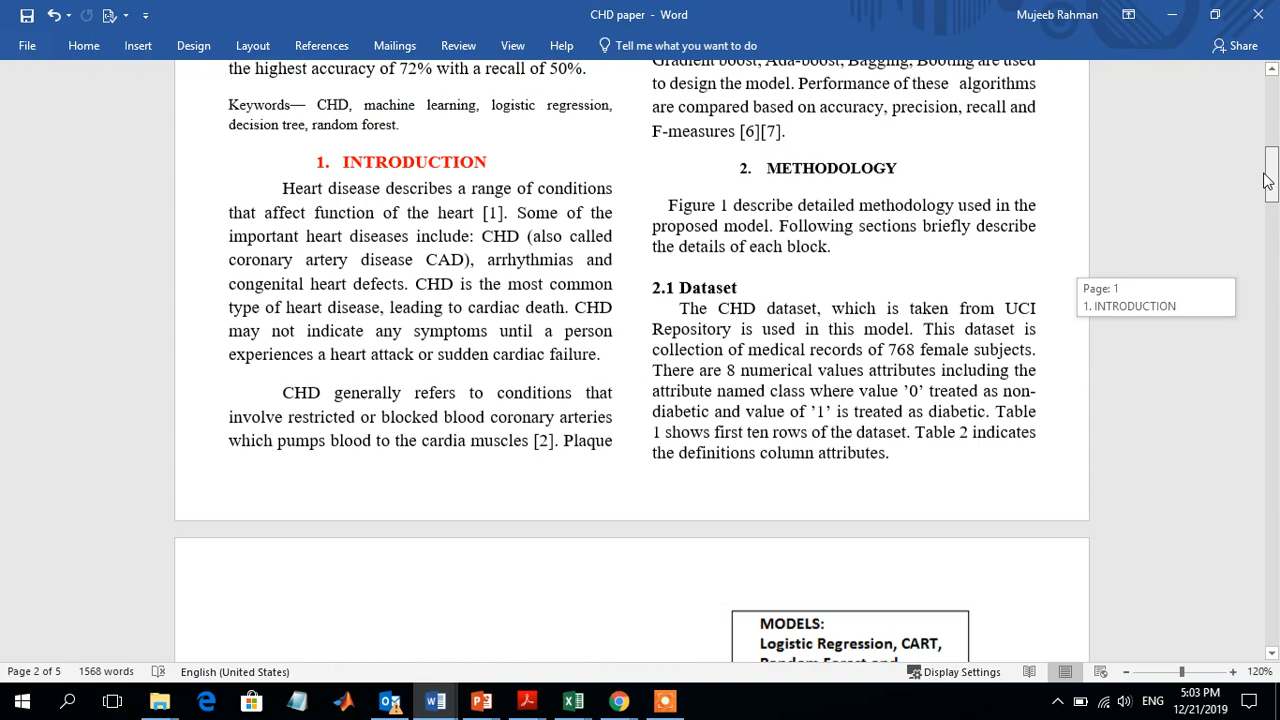 CHD paper - Word
Mujeeb Rahman
File Home Insert Design Layout References Mailings Review View Help Tell me what you want to do Share
the highest accuracy of 72% with a recall of 50%.
Keywords— CHD, machine learning, logistic regression,
decision tree, random forest.
1. INTRODUCTION
Heart disease describes a range of conditions
that affect function of the heart [1]. Some of the
important heart diseases include: CHD (also called
coronary artery disease CAD), arrhythmias and
congenital heart defects. CHD is the most common
type of heart disease, leading to cardiac death. CHD
may not indicate any symptoms until a person
experiences a heart attack or sudden cardiac failure.
CHD generally refers to conditions that
involve restricted or blocked blood coronary arteries
which pumps blood to the cardia muscles [2]. Plaque
Gradient boost, Ada-boost, Bagging, Booting are used
to design the model. Performance of these algorithms
are compared based on accuracy, precision, recall and
F-measures [6][7].
2. METHODOLOGY
Figure 1 describe detailed methodology used in the
proposed model. Following sections briefly describe
the details of each block.
2.1 Dataset
The CHD dataset, which is taken from UCI
Repository is used in this model. This dataset is
collection of medical records of 768 female subjects.
There are 8 numerical values attributes including the
attribute named class where value ’0’ treated as non-
diabetic and value of ’1’ is treated as diabetic. Table
1 shows first ten rows of the dataset. Table 2 indicates
the definitions column attributes.
Page: 1
1. INTRODUCTION
MODELS:
Logistic Regression, CART,
Random Forest and
Page 2 of 5 1568 words English (United States) Display Settings 120%
ENG
5:03 PM
12/21/2019